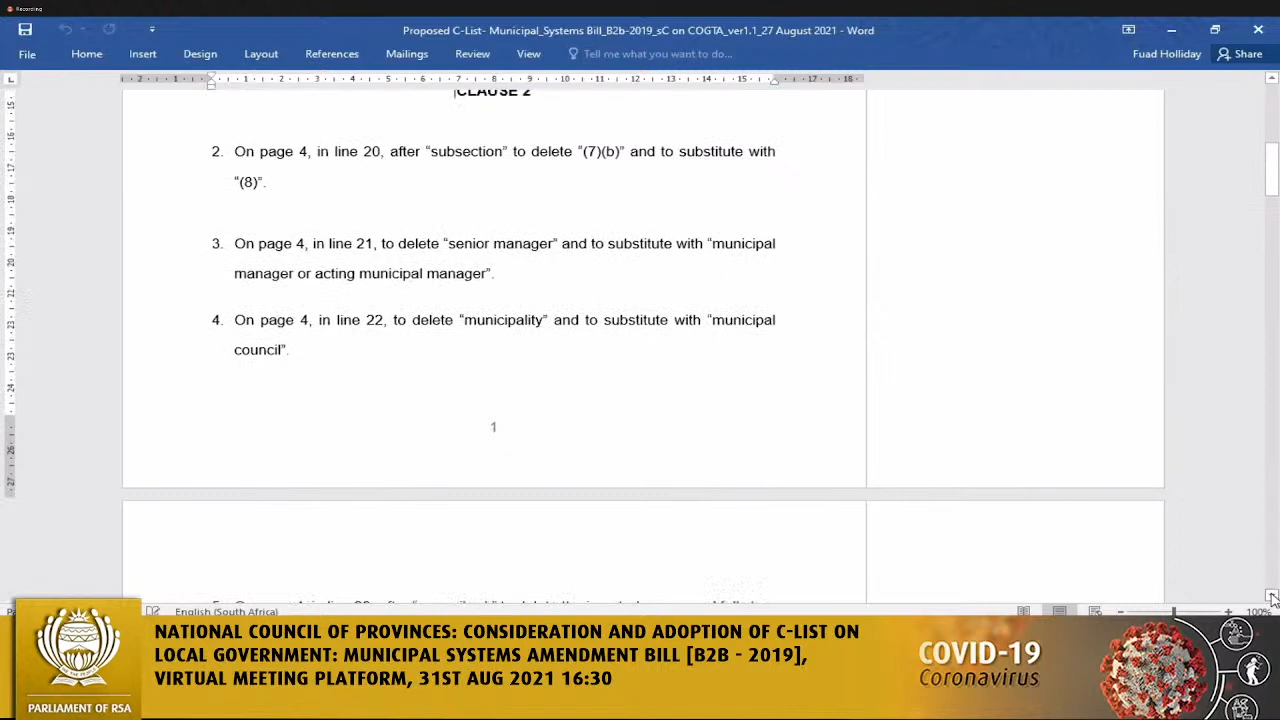 Recording
Proposed C-List- Municipal_Systems Bill_B2b-2019_sC on COGTA_ver1.1_27 August 2021 - Word
File Home Insert Design Layout References Mailings Review View Tell me what you want to do... Fuad Holliday Share
CLAUSE 2
2. On page 4, in line 20, after “subsection” to delete “(7)(b)” and to substitute with
“(8)”.
3. On page 4, in line 21, to delete “senior manager” and to substitute with “municipal
manager or acting municipal manager”.
4. On page 4, in line 22, to delete “municipality” and to substitute with “municipal
council”.
1
English (South Africa) 100%
NATIONAL COUNCIL OF PROVINCES: CONSIDERATION AND ADOPTION OF C-LIST ON
LOCAL GOVERNMENT: MUNICIPAL SYSTEMS AMENDMENT BILL [B2B - 2019],
VIRTUAL MEETING PLATFORM, 31ST AUG 2021 16:30
PARLIAMENT OF RSA
COVID-19
Coronavirus